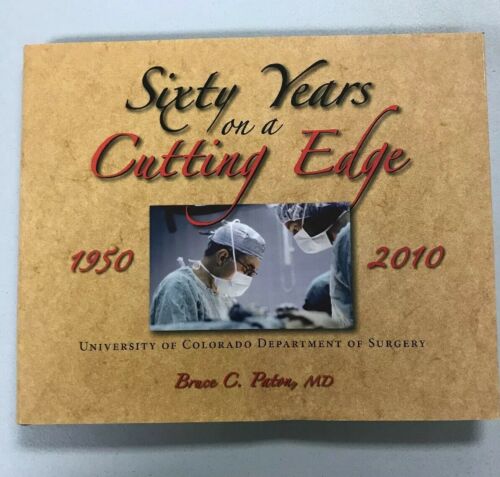 Sixty Years
on a
Cutting Edge
1950 2010
UNIVERSITY OF COLORADO DEPARTMENT OF SURGERY
Bruce C. Paton, MD